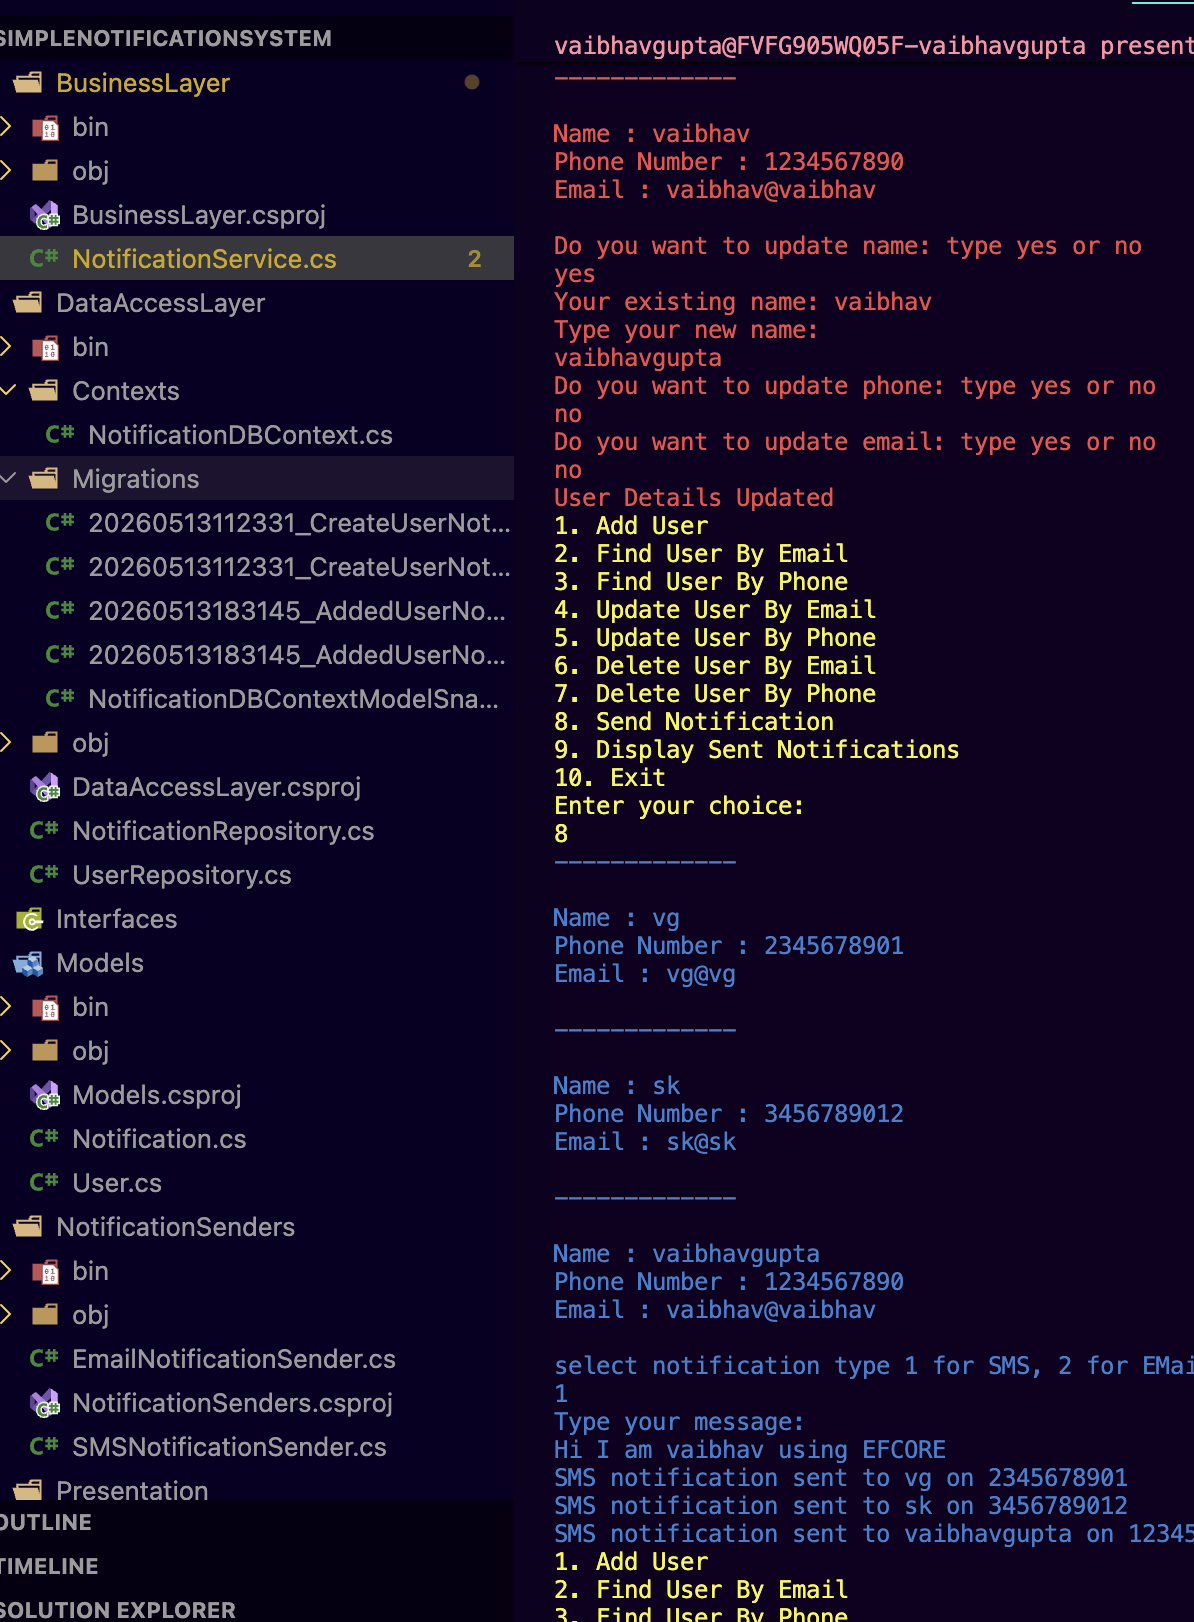 SIMPLENOTIFICATIONSYSTEM
BusinessLayer
bin
obj
BusinessLayer.csproj
C# NotificationService.cs 2
DataAccessLayer
bin
Contexts
C# NotificationDBContext.cs
Migrations
C# 20260513112331_CreateUserNot...
C# 20260513112331_CreateUserNot...
C# 20260513183145_AddedUserNo...
C# 20260513183145_AddedUserNo...
C# NotificationDBContextModelSna...
obj
DataAccessLayer.csproj
C# NotificationRepository.cs
C# UserRepository.cs
Interfaces
Models
bin
obj
Models.csproj
C# Notification.cs
C# User.cs
NotificationSenders
bin
obj
C# EmailNotificationSender.cs
NotificationSenders.csproj
C# SMSNotificationSender.cs
Presentation
OUTLINE
TIMELINE
SOLUTION EXPLORER
vaibhavgupta@FVFG905WQ05F-vaibhavgupta present
-------------
Name : vaibhav
Phone Number : 1234567890
Email : vaibhav@vaibhav
Do you want to update name: type yes or no
yes
Your existing name: vaibhav
Type your new name:
vaibhavgupta
Do you want to update phone: type yes or no
no
Do you want to update email: type yes or no
no
User Details Updated
1. Add User
2. Find User By Email
3. Find User By Phone
4. Update User By Email
5. Update User By Phone
6. Delete User By Email
7. Delete User By Phone
8. Send Notification
9. Display Sent Notifications
10. Exit
Enter your choice:
8
-------------
Name : vg
Phone Number : 2345678901
Email : vg@vg
-------------
Name : sk
Phone Number : 3456789012
Email : sk@sk
-------------
Name : vaibhavgupta
Phone Number : 1234567890
Email : vaibhav@vaibhav
select notification type 1 for SMS, 2 for EMai
1
Type your message:
Hi I am vaibhav using EFCORE
SMS notification sent to vg on 2345678901
SMS notification sent to sk on 3456789012
SMS notification sent to vaibhavgupta on 12345
1. Add User
2. Find User By Email
3. Find User By Phone